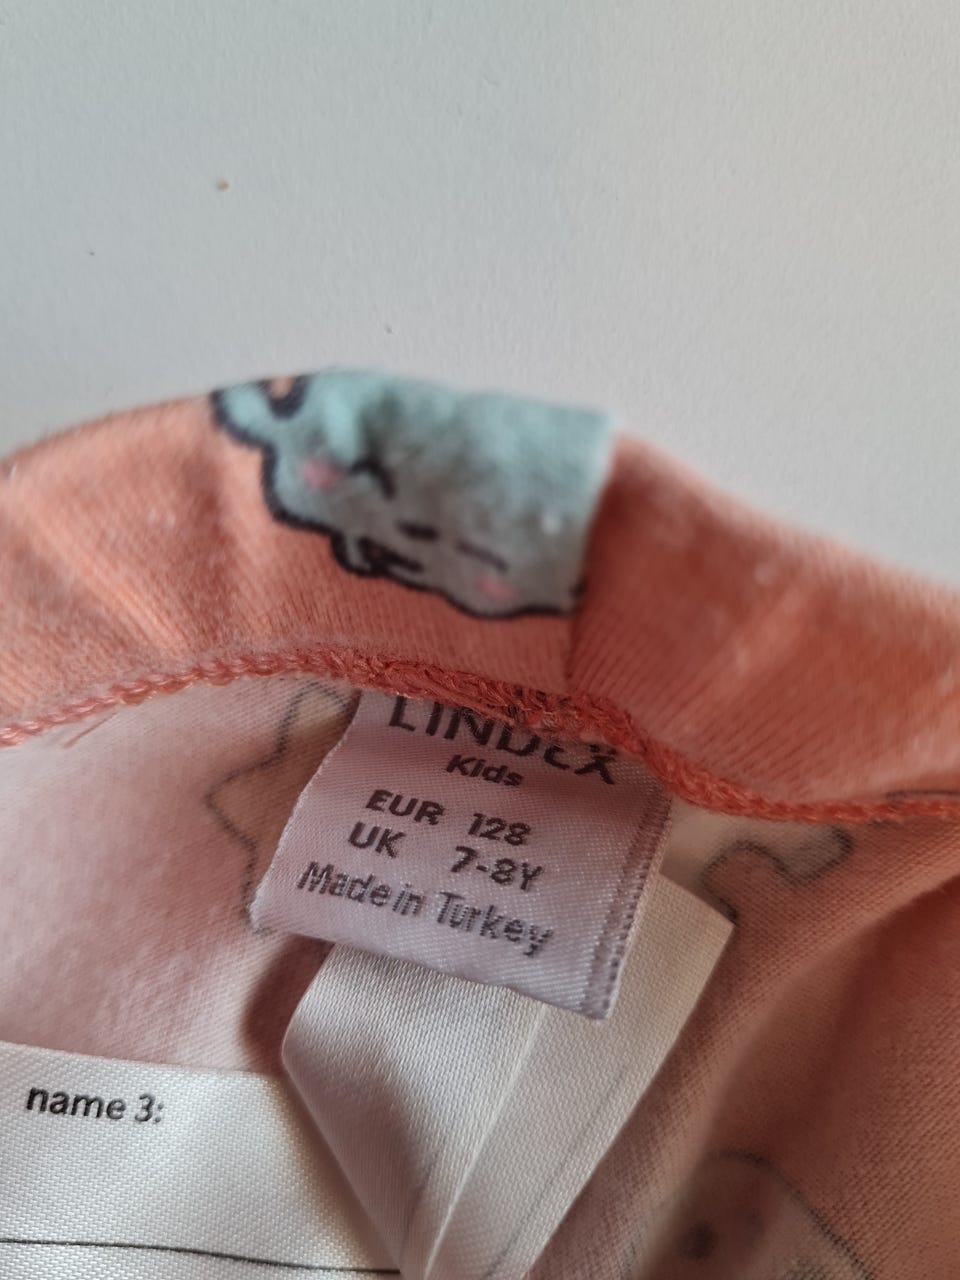 LINDEX
Kids
EUR 128
UK 7-8Y
Made in Turkey
name 3: